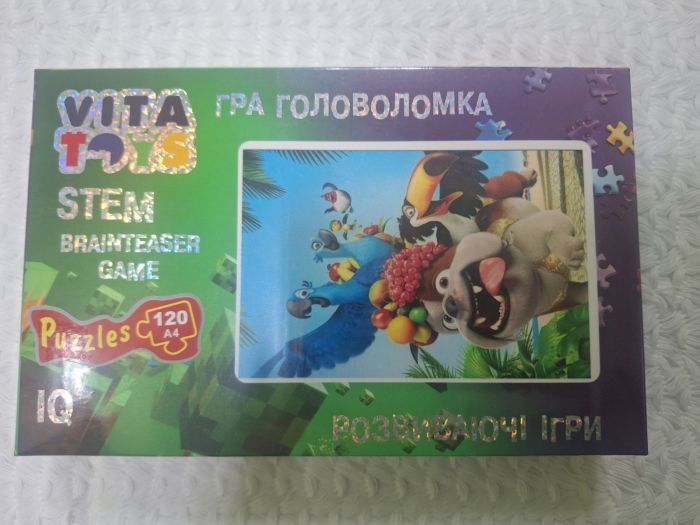 VITA
TOYS
ГРА ГОЛОВОЛОМКА
STEM
BRAINTEASER
GAME
Puzzles
120
A4
IQ
РОЗВИВАЮЧІ ІГРИ